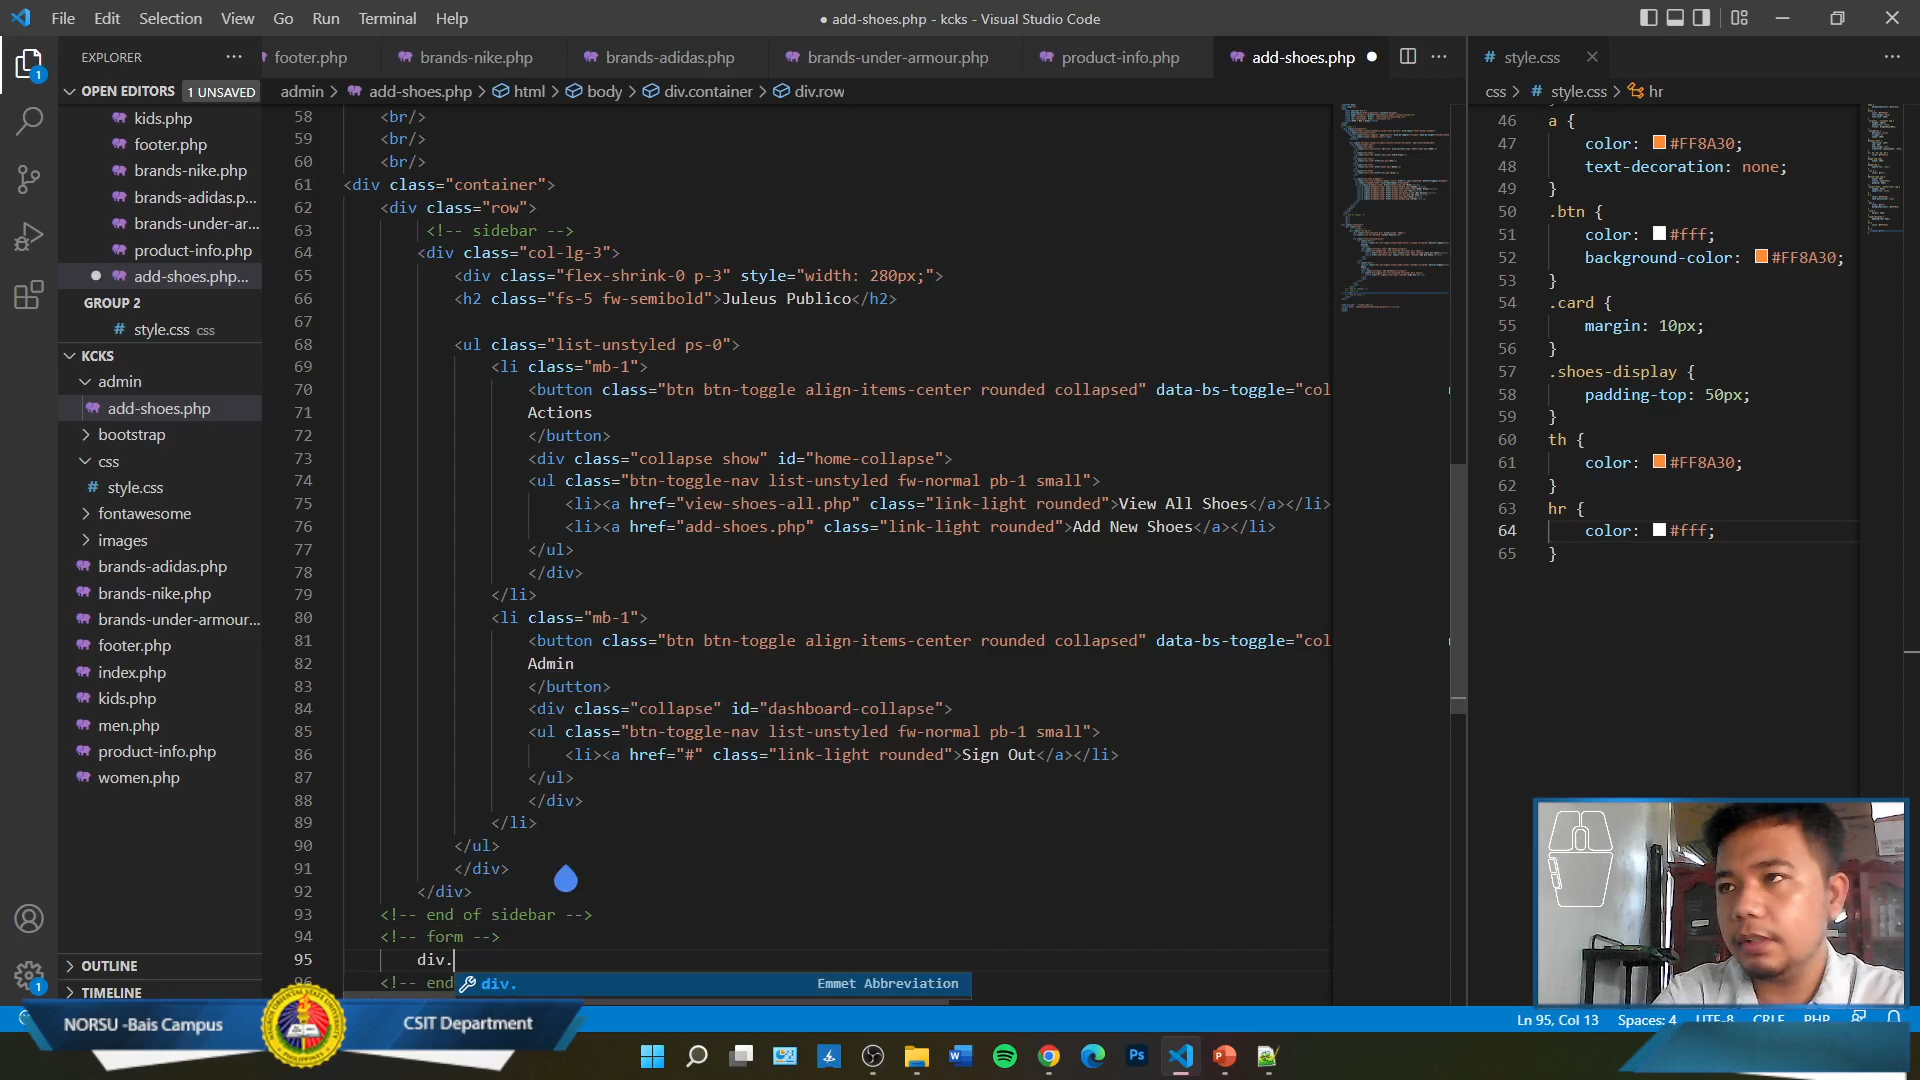 File Edit Selection View Go Run Terminal Help
● add-shoes.php - kcks - Visual Studio Code
EXPLORER
footer.php brands-nike.php brands-adidas.php brands-under-armour.php product-info.php add-shoes.php
style.css
OPEN EDITORS 1 UNSAVED
kids.php
footer.php
brands-nike.php
brands-adidas.p...
brands-under-ar...
product-info.php
add-shoes.php...
GROUP 2
style.css css
KCKS
admin
add-shoes.php
bootstrap
css
style.css
fontawesome
images
brands-adidas.php
brands-nike.php
brands-under-armour...
footer.php
index.php
kids.php
men.php
product-info.php
women.php
OUTLINE
TIMELINE
admin > add-shoes.php > html > body > div.container > div.row
58 <br/>
59 <br/>
60 <br/>
61 <div class="container">
62 <div class="row">
63 <!-- sidebar -->
64 <div class="col-lg-3">
65 <div class="flex-shrink-0 p-3" style="width: 280px;">
66 <h2 class="fs-5 fw-semibold">Juleus Publico</h2>
67
68 <ul class="list-unstyled ps-0">
69 <li class="mb-1">
70 <button class="btn btn-toggle align-items-center rounded collapsed" data-bs-toggle="col
71 Actions
72 </button>
73 <div class="collapse show" id="home-collapse">
74 <ul class="btn-toggle-nav list-unstyled fw-normal pb-1 small">
75 <li><a href="view-shoes-all.php" class="link-light rounded">View All Shoes</a></li>
76 <li><a href="add-shoes.php" class="link-light rounded">Add New Shoes</a></li>
77 </ul>
78 </div>
79 </li>
80 <li class="mb-1">
81 <button class="btn btn-toggle align-items-center rounded collapsed" data-bs-toggle="col
82 Admin
83 </button>
84 <div class="collapse" id="dashboard-collapse">
85 <ul class="btn-toggle-nav list-unstyled fw-normal pb-1 small">
86 <li><a href="#" class="link-light rounded">Sign Out</a></li>
87 </ul>
88 </div>
89 </li>
90 </ul>
91 </div>
92 </div>
93 <!-- end of sidebar -->
94 <!-- form -->
95 div.
96 <!-- end
div. Emmet Abbreviation
css > # style.css > hr
46 a {
47 color: #FF8A30;
48 text-decoration: none;
49 }
50 .btn {
51 color: #fff;
52 background-color: #FF8A30;
53 }
54 .card {
55 margin: 10px;
56 }
57 .shoes-display {
58 padding-top: 50px;
59 }
60 th {
61 color: #FF8A30;
62 }
63 hr {
64 color: #fff;
65 }
Ln 95, Col 13 Spaces: 4 UTF-8 CRLF PHP
NORSU -Bais Campus
CSIT Department